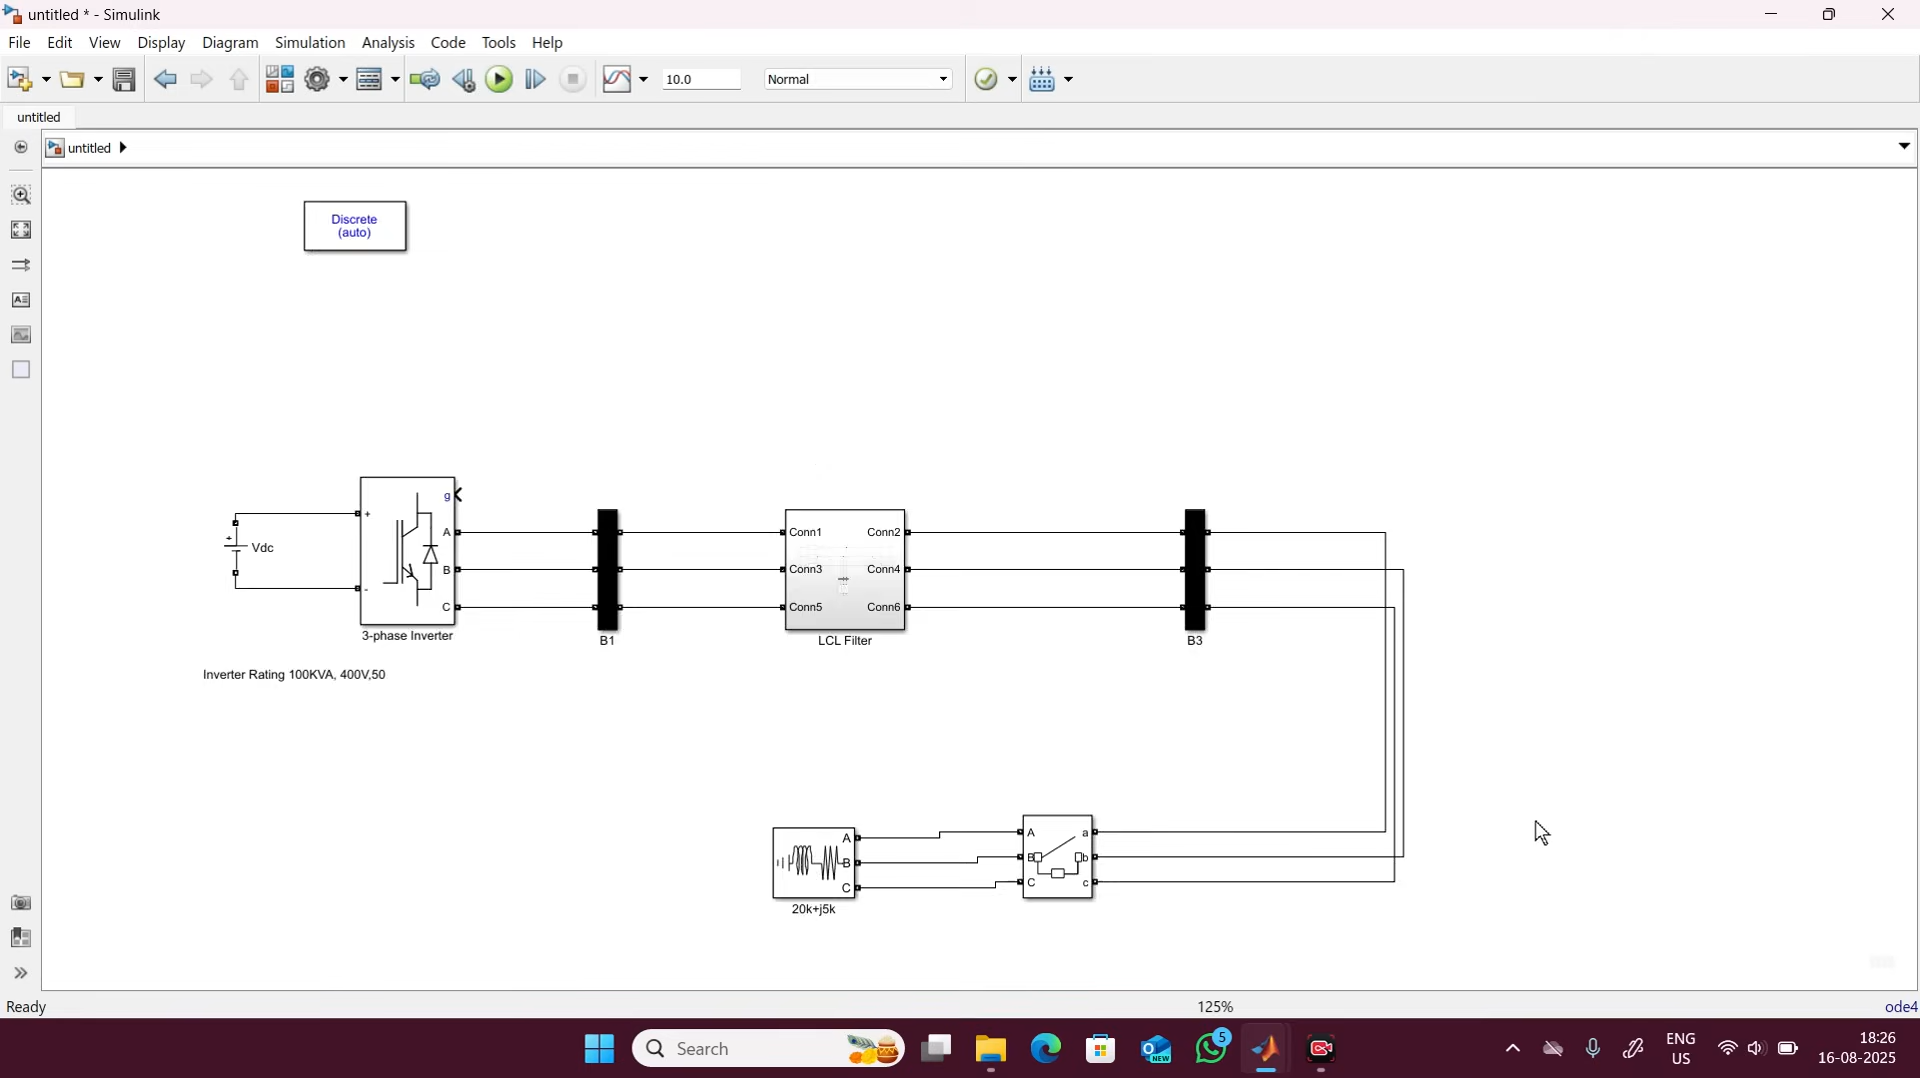 untitled * - Simulink
File Edit View Display Diagram Simulation Analysis Code Tools Help
10.0 Normal
untitled
untitled
Discrete
(auto)
g
A
B
C
+
-
+
Vdc
3-phase Inverter
Inverter Rating 100KVA, 400V,50
B1
Conn1 Conn2
Conn3 Conn4
Conn5 Conn6
LCL Filter
B3
A
B
C
20k+j5k
A a
B b
C c
Ready 125% ode4
Search
NEW
5
ENG
US
18:26
16-08-2025